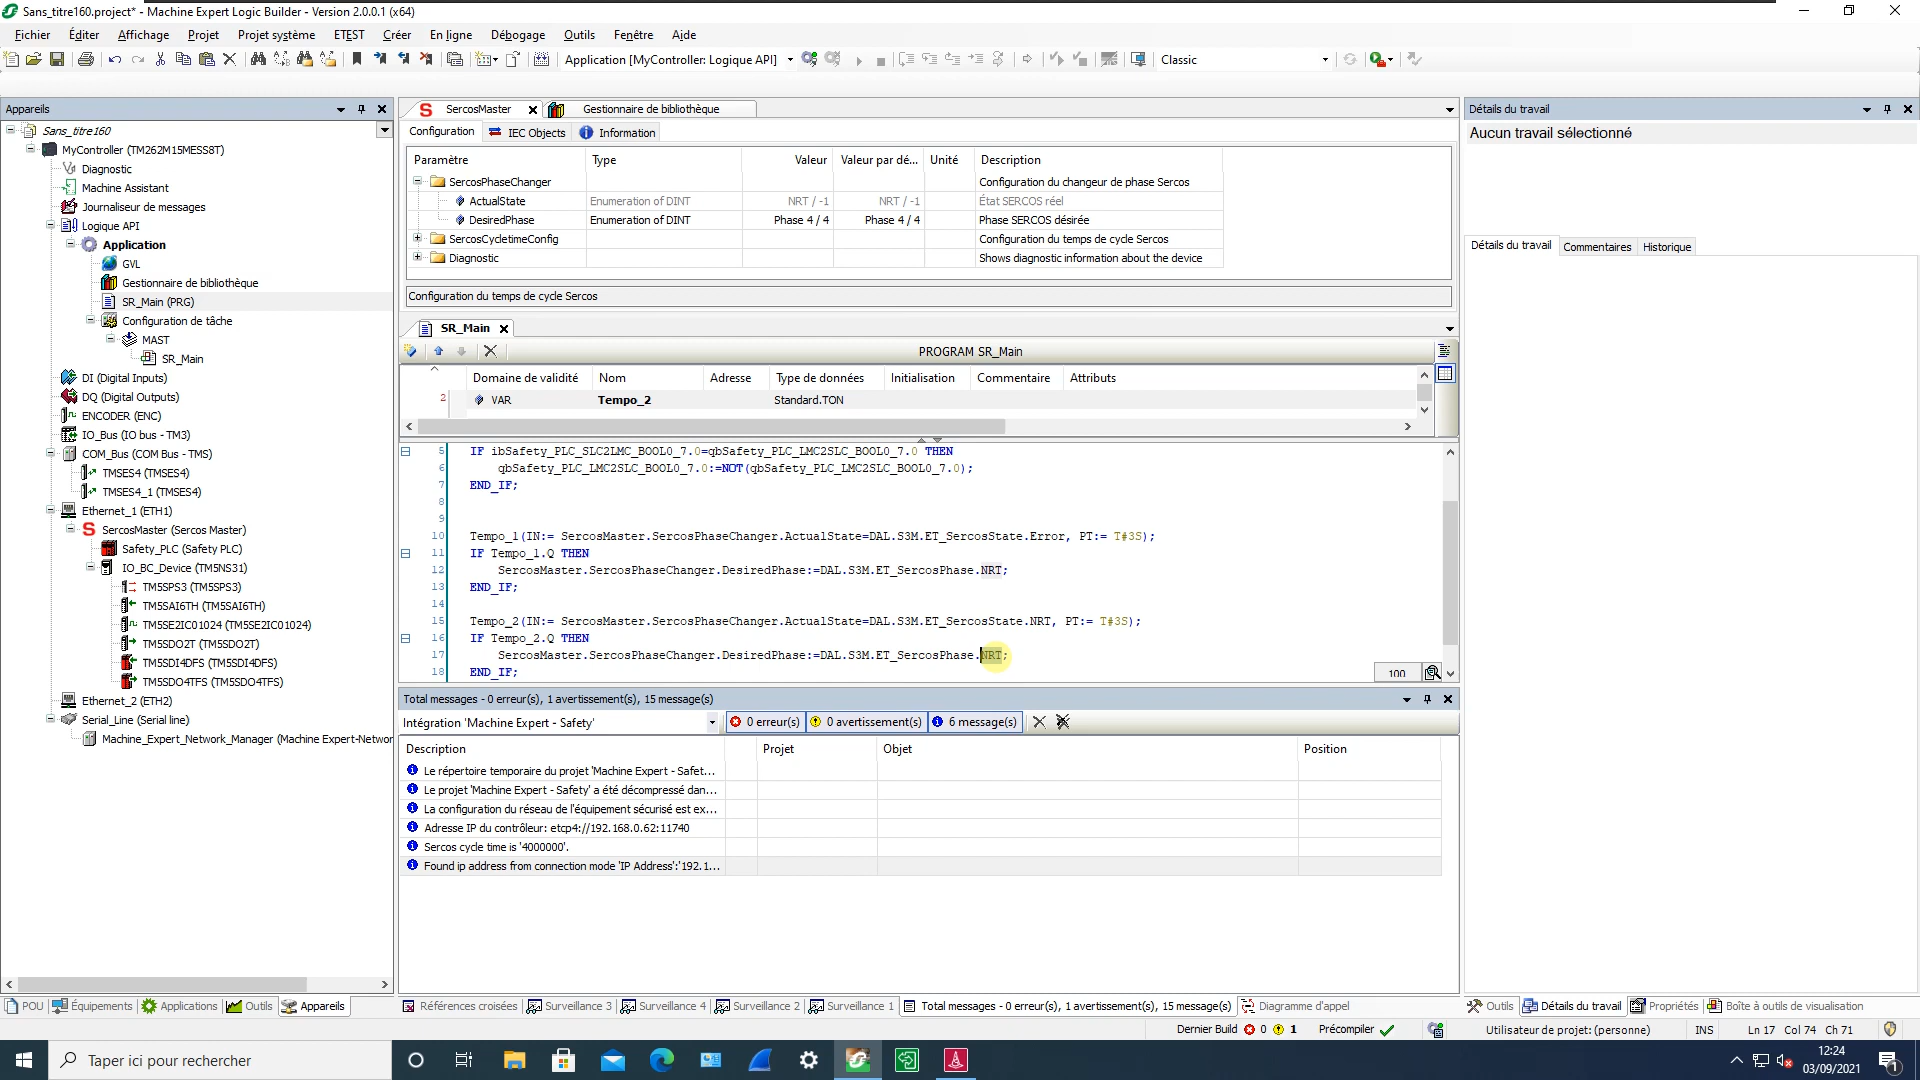 Sans_titre160.project* - Machine Expert Logic Builder - Version 2.0.0.1 (x64)
Fichier Éditer Affichage Projet Projet système ETEST Créer En ligne Débogage Outils Fenêtre Aide
Application [MyController: Logique API] Classic
Appareils
Sans_titre160
MyController (TM262M15MESS8T)
Diagnostic
Machine Assistant
Journaliseur de messages
Logique API
Application
GVL
Gestionnaire de bibliothèque
SR_Main (PRG)
Configuration de tâche
MAST
SR_Main
DI (Digital Inputs)
DQ (Digital Outputs)
ENCODER (ENC)
IO_Bus (IO bus - TM3)
COM_Bus (COM Bus - TMS)
TMSES4 (TMSES4)
TMSES4_1 (TMSES4)
Ethernet_1 (ETH1)
SercosMaster (Sercos Master)
Safety_PLC (Safety PLC)
IO_BC_Device (TM5NS31)
TM5SPS3 (TM5SPS3)
TM5SAI6TH (TM5SAI6TH)
TM5SE2IC01024 (TM5SE2IC01024)
TM5SDO2T (TM5SDO2T)
TM5SDI4DFS (TM5SDI4DFS)
TM5SDO4TFS (TM5SDO4TFS)
Ethernet_2 (ETH2)
Serial_Line (Serial line)
Machine_Expert_Network_Manager (Machine Expert-Networ
POU Équipements Applications Outils Appareils
SercosMaster Gestionnaire de bibliothèque
Configuration IEC Objects Information
Paramètre Type Valeur Valeur par dé... Unité Description
SercosPhaseChanger Configuration du changeur de phase Sercos
ActualState Enumeration of DINT NRT / -1 NRT / -1 État SERCOS réel
DesiredPhase Enumeration of DINT Phase 4 / 4 Phase 4 / 4 Phase SERCOS désirée
SercosCycletimeConfig Configuration du temps de cycle Sercos
Diagnostic Shows diagnostic information about the device
Configuration du temps de cycle Sercos
SR_Main
PROGRAM SR_Main
Domaine de validité Nom Adresse Type de données Initialisation Commentaire Attributs
2 VAR Tempo_2 Standard.TON
5 IF ibSafety_PLC_SLC2LMC_BOOL0_7.0=qbSafety_PLC_LMC2SLC_BOOL0_7.0 THEN
6 qbSafety_PLC_LMC2SLC_BOOL0_7.0:=NOT(qbSafety_PLC_LMC2SLC_BOOL0_7.0);
7 END_IF;
8
9
10 Tempo_1(IN:= SercosMaster.SercosPhaseChanger.ActualState=DAL.S3M.ET_SercosState.Error, PT:= T#3S);
11 IF Tempo_1.Q THEN
12 SercosMaster.SercosPhaseChanger.DesiredPhase:=DAL.S3M.ET_SercosPhase.NRT;
13 END_IF;
14
15 Tempo_2(IN:= SercosMaster.SercosPhaseChanger.ActualState=DAL.S3M.ET_SercosState.NRT, PT:= T#3S);
16 IF Tempo_2.Q THEN
17 SercosMaster.SercosPhaseChanger.DesiredPhase:=DAL.S3M.ET_SercosPhase.NRT;
18 END_IF;
100
Total messages - 0 erreur(s), 1 avertissement(s), 15 message(s)
Intégration 'Machine Expert - Safety' 0 erreur(s) 0 avertissement(s) 6 message(s)
Description Projet Objet Position
Le répertoire temporaire du projet 'Machine Expert - Safet...
Le projet 'Machine Expert - Safety' a été décompressé dan...
La configuration du réseau de l'équipement sécurisé est ex...
Adresse IP du contrôleur: etcp4://192.168.0.62:11740
Sercos cycle time is '4000000'.
Found ip address from connection mode 'IP Address':'192.1...
Références croisées Surveillance 3 Surveillance 4 Surveillance 2 Surveillance 1 Total messages - 0 erreur(s), 1 avertissement(s), 15 message(s) Diagramme d'appel
Détails du travail
Aucun travail sélectionné
Détails du travail Commentaires Historique
Outils Détails du travail Propriétés Boîte à outils de visualisation
Dernier Build 0 1 Précompiler Utilisateur de projet: (personne) INS Ln 17 Col 74 Ch 71
Taper ici pour rechercher
12:24
03/09/2021
1